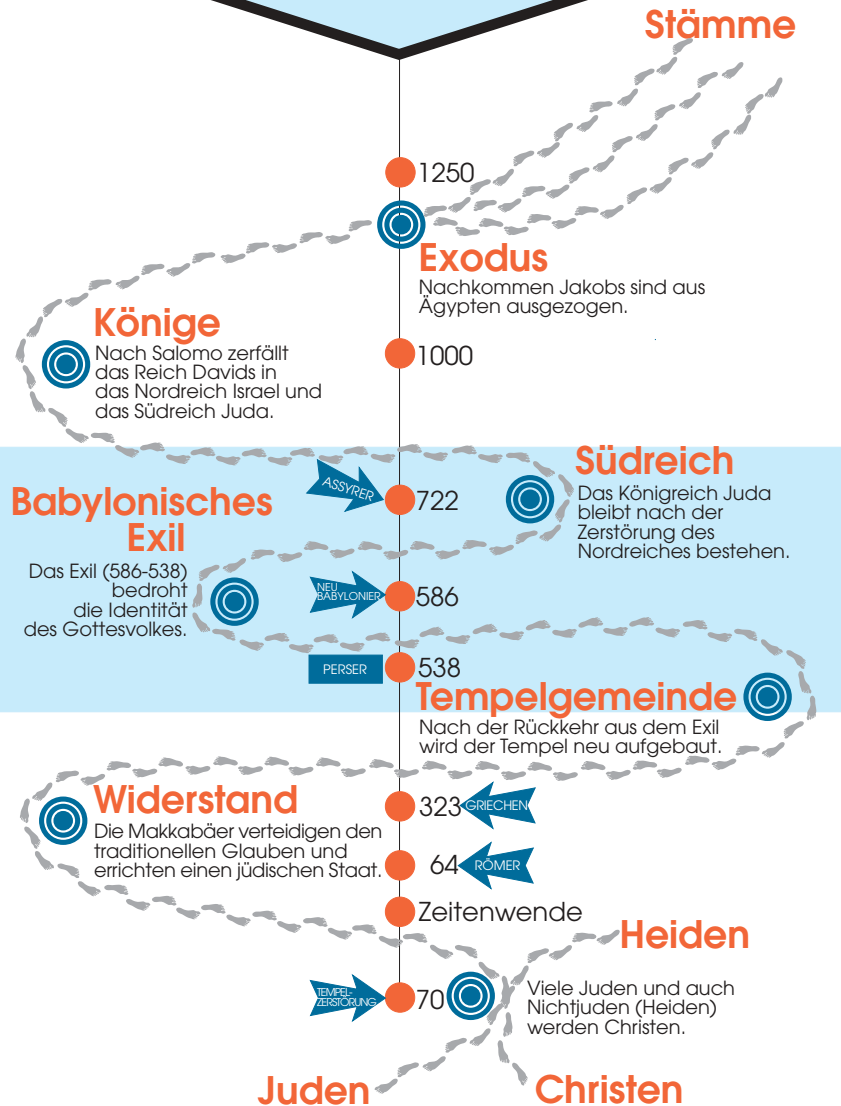 Stämme
1250
Exodus
Nachkommen Jakobs sind aus
Ägypten ausgezogen.
Könige
Nach Salomo zerfällt
das Reich Davids in
das Nordreich Israel und
das Südreich Juda.
1000
Südreich
Das Königreich Juda
bleibt nach der
Zerstörung des
Nordreiches bestehen.
ASSYRER
722
Babylonisches
Exil
Das Exil (586-538)
bedroht
die Identität
des Gottesvolkes.
NEU
BABYLONIER
586
PERSER
538
Tempelgemeinde
Nach der Rückkehr aus dem Exil
wird der Tempel neu aufgebaut.
Widerstand
Die Makkabäer verteidigen den
traditionellen Glauben und
errichten einen jüdischen Staat.
323
GRIECHEN
64
RÖMER
Zeitenwende
Heiden
Viele Juden und auch
Nichtjuden (Heiden)
werden Christen.
TEMPEL-
ZERSTÖRUNG
70
Juden
Christen